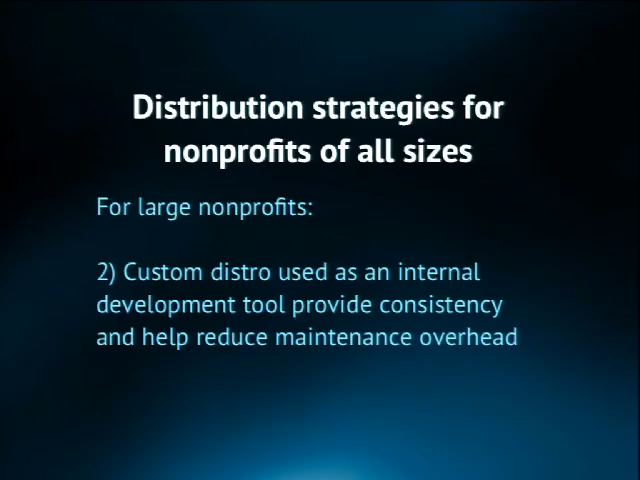 Distribution strategies for
nonprofits of all sizes
For large nonprofits:
2) Custom distro used as an internal
development tool provide consistency
and help reduce maintenance overhead